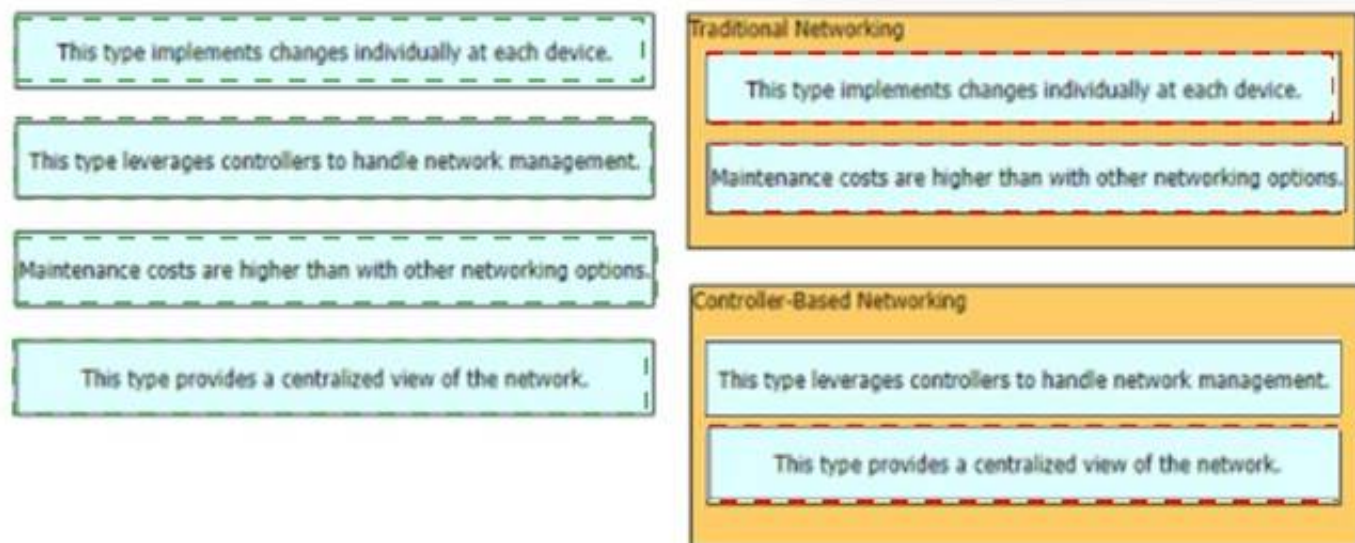 This type implements changes individually at each device.
This type leverages controllers to handle network management.
Maintenance costs are higher than with other networking options.
This type provides a centralized view of the network.
Traditional Networking
This type implements changes individually at each device.
Maintenance costs are higher than with other networking options.
Controller-Based Networking
This type leverages controllers to handle network management.
This type provides a centralized view of the network.